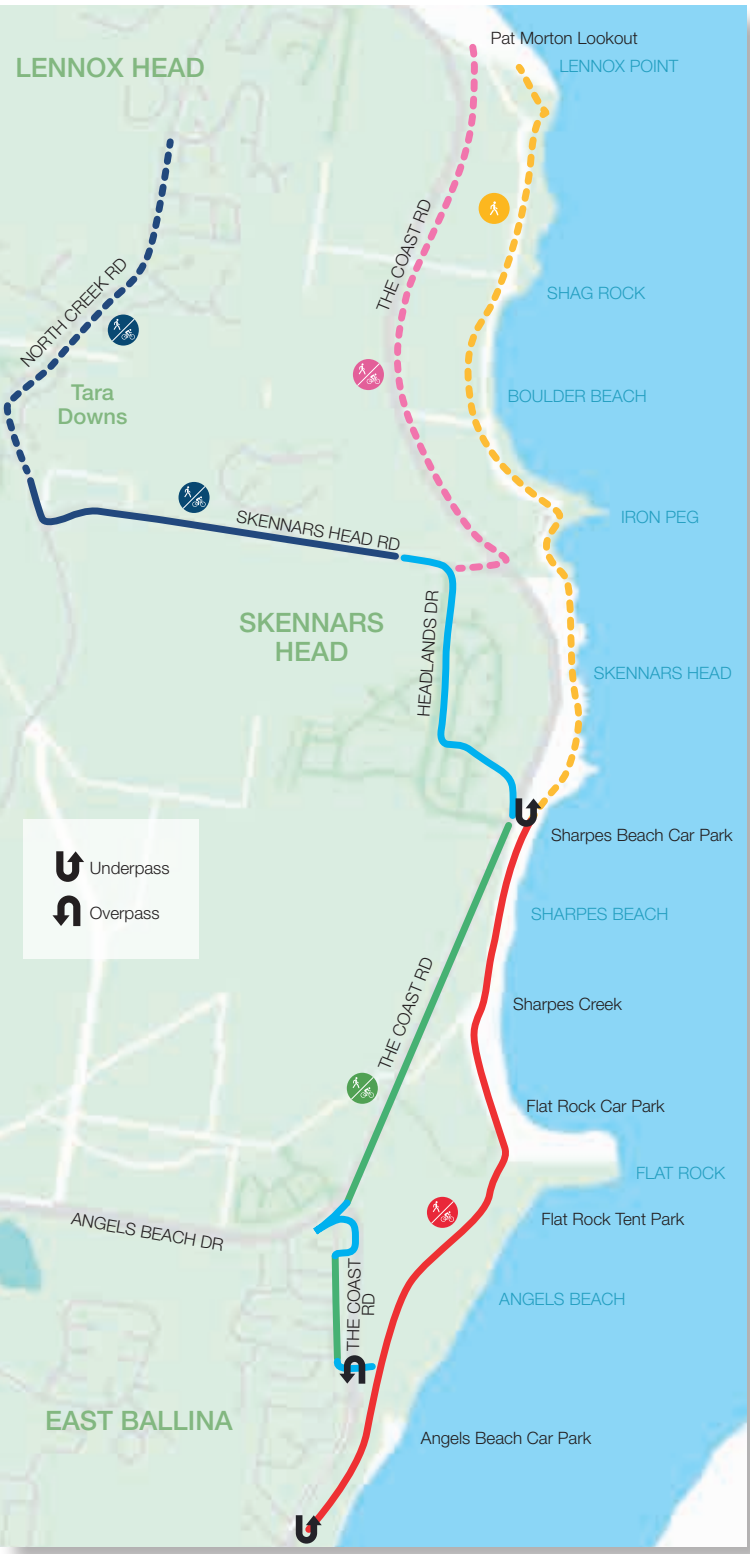 Pat Morton Lookout
LENNOX HEAD
LENNOX POINT
THE COAST RD
NORTH CREEK RD
SHAG ROCK
Tara
Downs
BOULDER BEACH
SKENNARS HEAD RD
IRON PEG
HEADLANDS DR
SKENNARS
HEAD
SKENNARS HEAD
Sharpes Beach Car Park
Underpass
Overpass
SHARPES BEACH
THE COAST RD
Sharpes Creek
Flat Rock Car Park
FLAT ROCK
ANGELS BEACH DR
Flat Rock Tent Park
THE COAST
RD
ANGELS BEACH
EAST BALLINA
Angels Beach Car Park